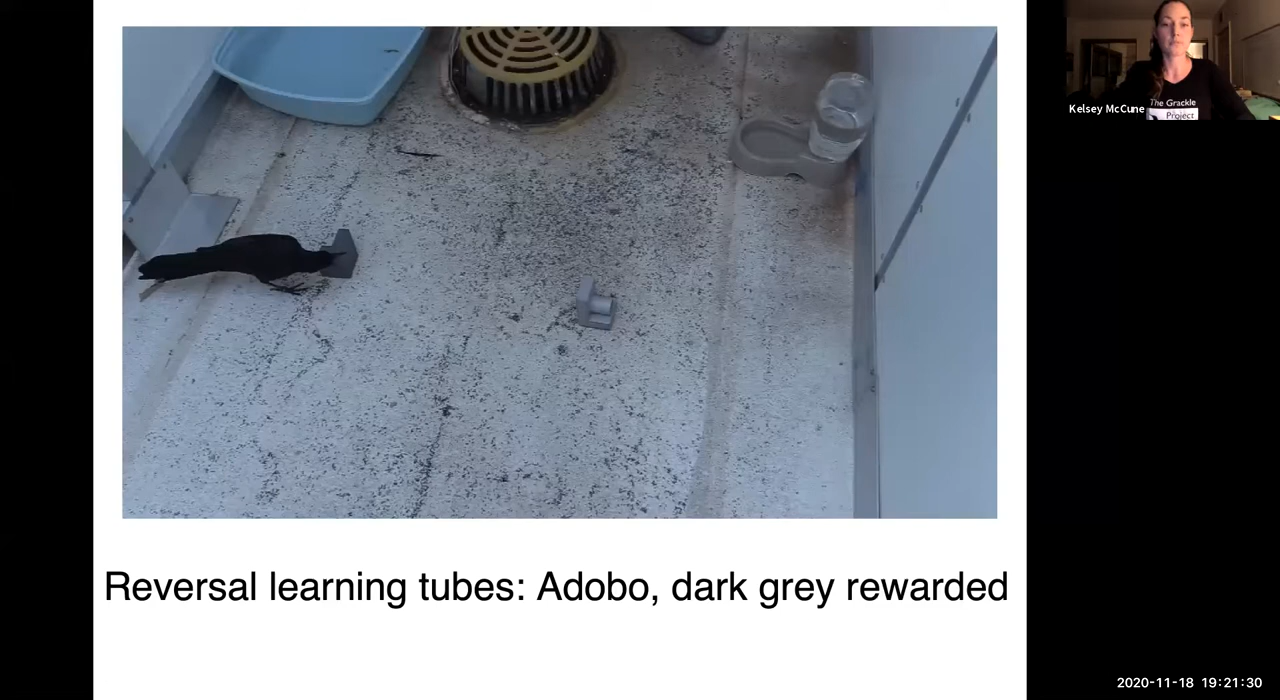 Kelsey McCune
The Grackle
Project
Reversal learning tubes: Adobo, dark grey rewarded
2020-11-18 19:21:30